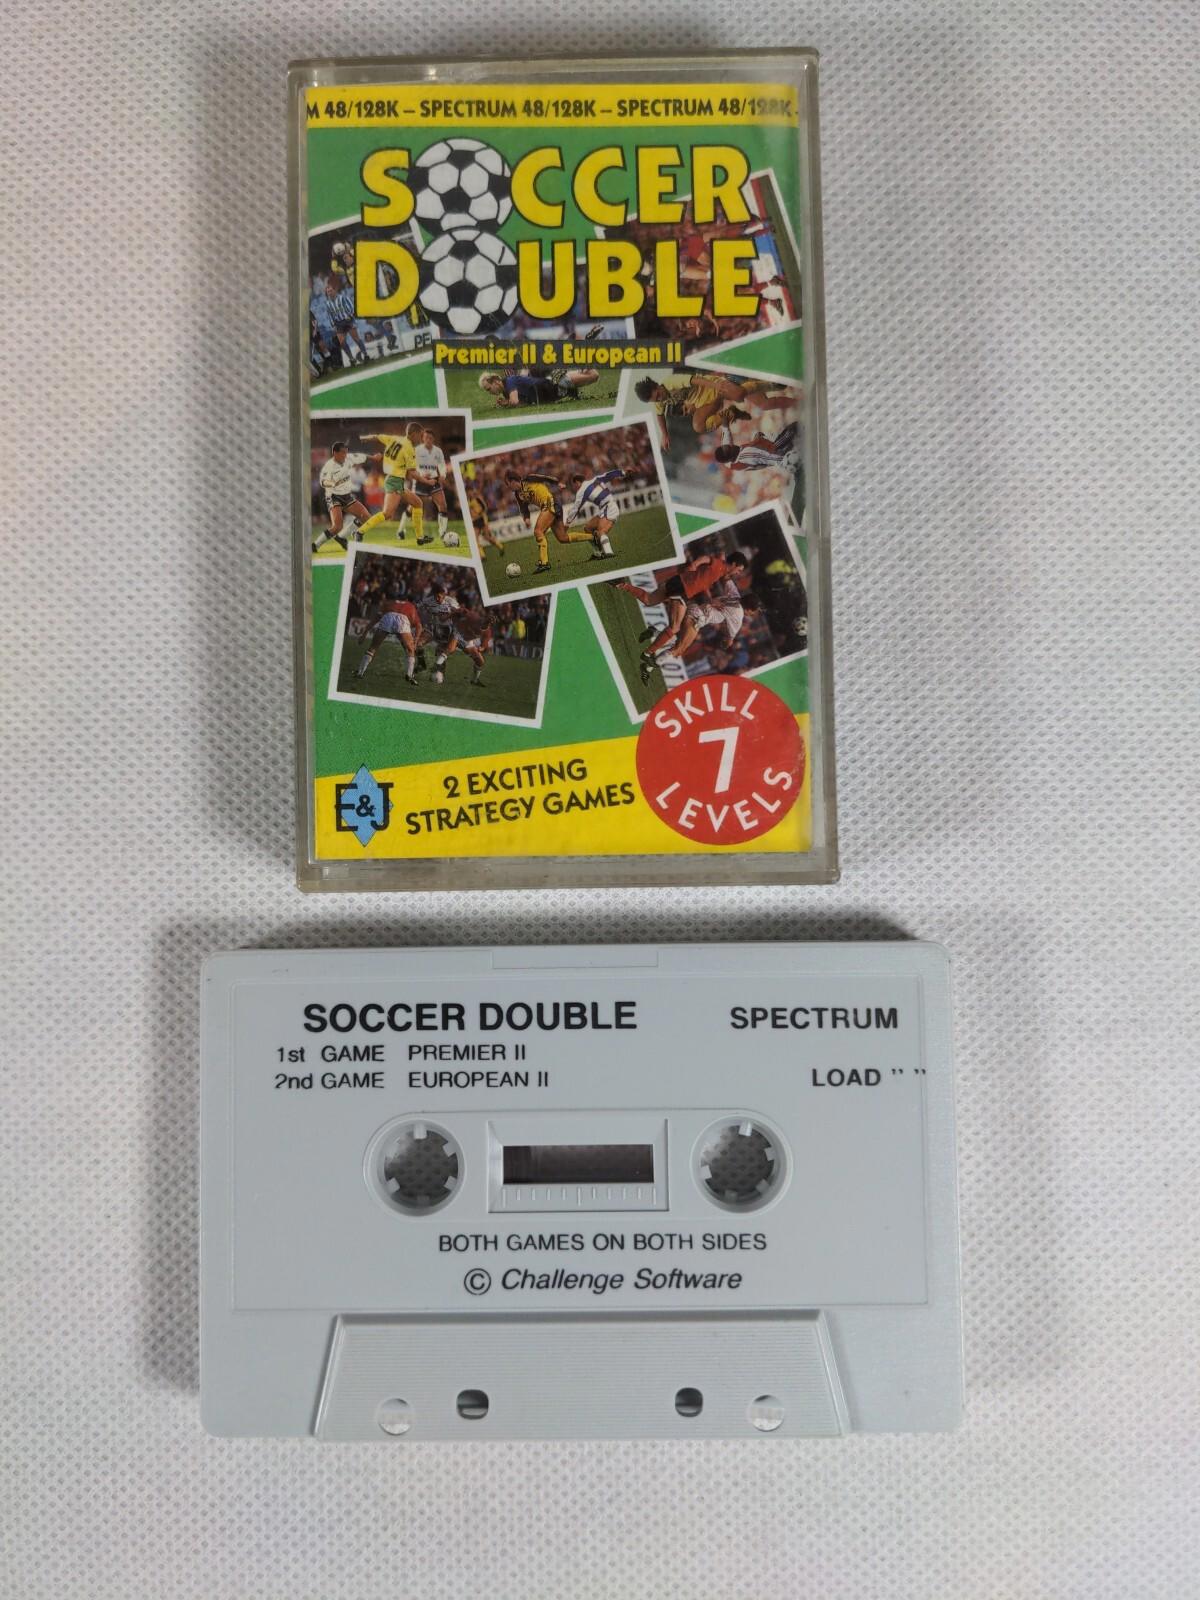 M 48/128K – SPECTRUM 48/128K – SPECTRUM 48/128K -
SOCCER
DOUBLE
Premier II & European II
2 EXCITING
STRATEGY GAMES
E&J
SKILL
7
LEVELS
SOCCER DOUBLE SPECTRUM
1st GAME PREMIER II
2nd GAME EUROPEAN II LOAD " "
BOTH GAMES ON BOTH SIDES
© Challenge Software